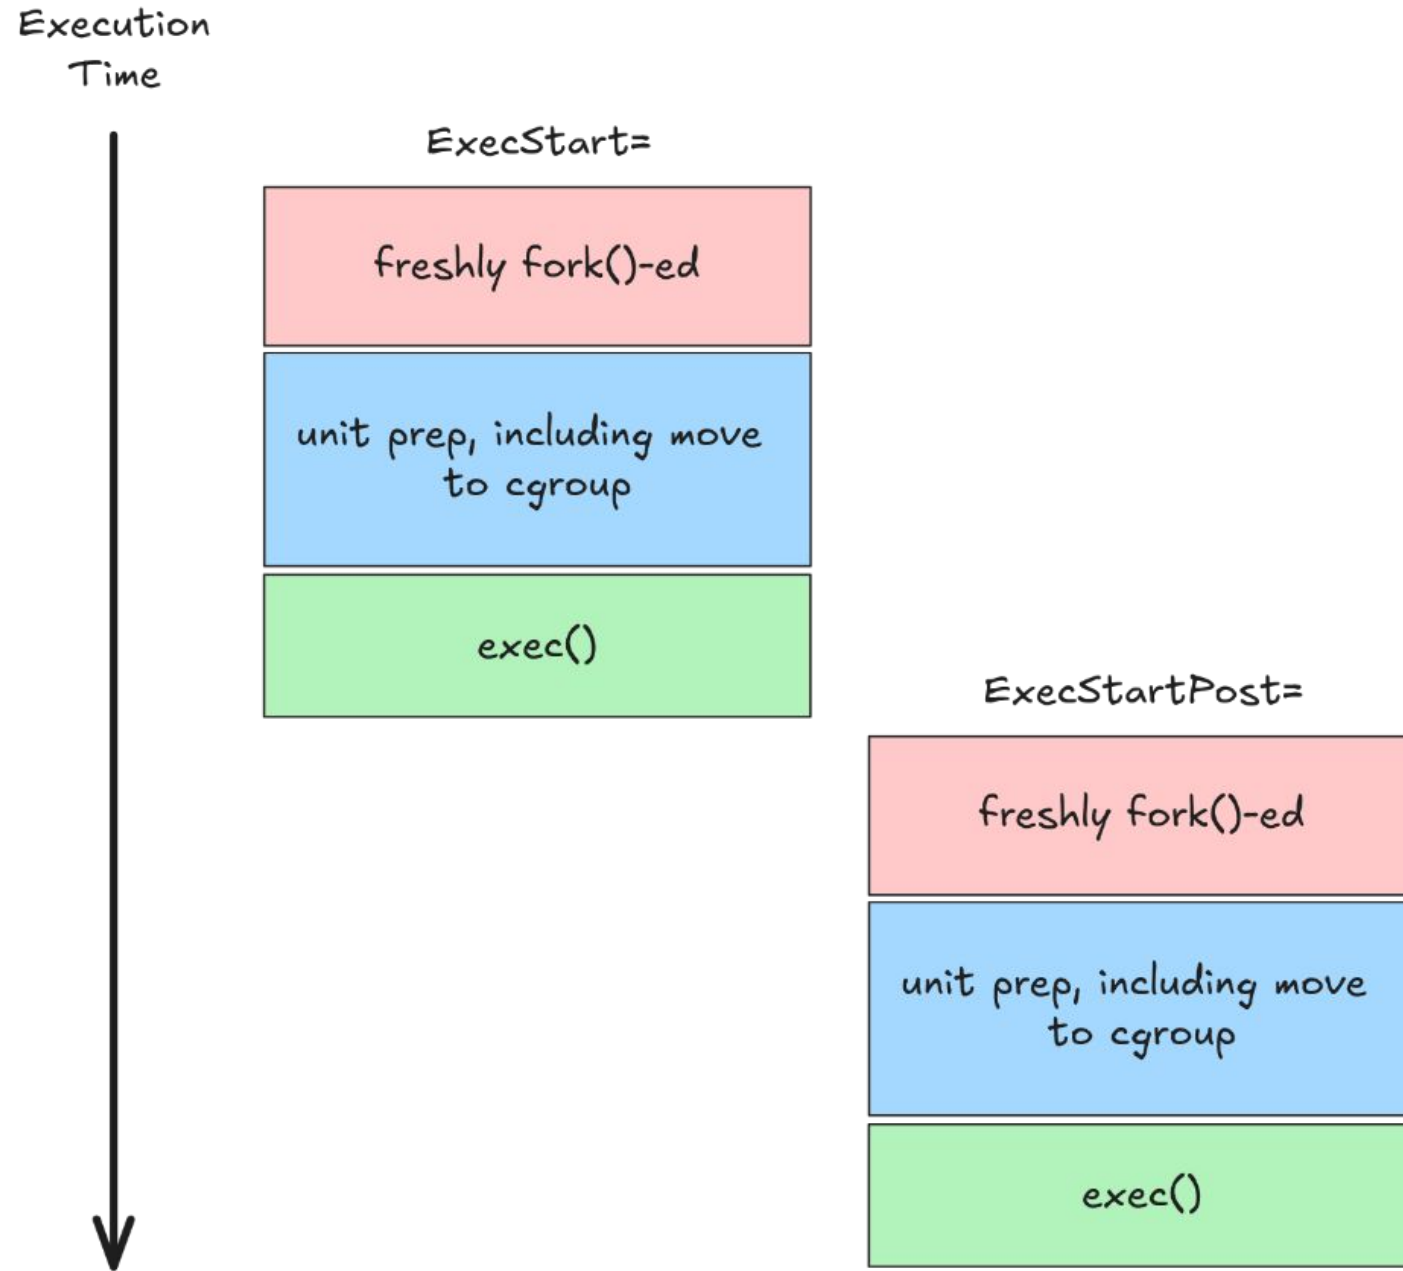 Execution
Time
ExecStart=
freshly fork()-ed
unit prep, including move
to cgroup
exec()
ExecStartPost=
freshly fork()-ed
unit prep, including move
to cgroup
exec()